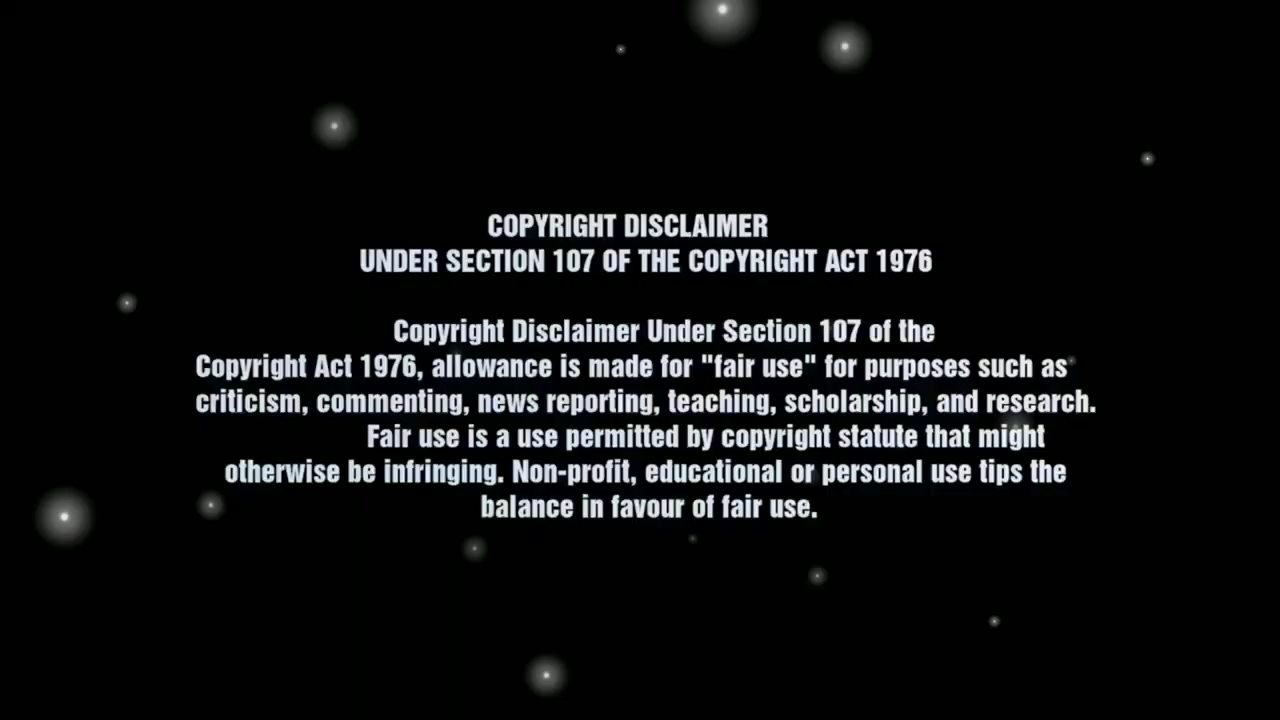 COPYRIGHT DISCLAIMER
UNDER SECTION 107 OF THE COPYRIGHT ACT 1976
Copyright Disclaimer Under Section 107 of the
Copyright Act 1976, allowance is made for "fair use" for purposes such as
criticism, commenting, news reporting, teaching, scholarship, and research.
Fair use is a use permitted by copyright statute that might
otherwise be infringing. Non-profit, educational or personal use tips the
balance in favour of fair use.